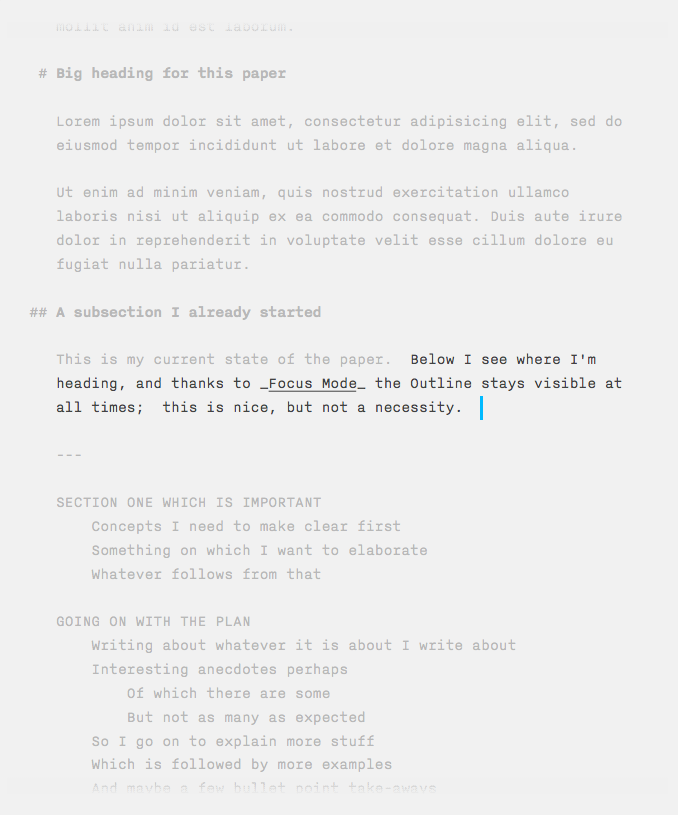 mollit anim id est laborum.
# Big heading for this paper
Lorem ipsum dolor sit amet, consectetur adipisicing elit, sed do
eiusmod tempor incididunt ut labore et dolore magna aliqua.
Ut enim ad minim veniam, quis nostrud exercitation ullamco
laboris nisi ut aliquip ex ea commodo consequat. Duis aute irure
dolor in reprehenderit in voluptate velit esse cillum dolore eu
fugiat nulla pariatur.
## A subsection I already started
This is my current state of the paper.  Below I see where I'm
heading, and thanks to _Focus Mode_ the Outline stays visible at
all times;  this is nice, but not a necessity.
---
SECTION ONE WHICH IS IMPORTANT
Concepts I need to make clear first
Something on which I want to elaborate
Whatever follows from that
GOING ON WITH THE PLAN
Writing about whatever it is about I write about
Interesting anecdotes perhaps
Of which there are some
But not as many as expected
So I go on to explain more stuff
Which is followed by more examples
And maybe a few bullet point take-aways